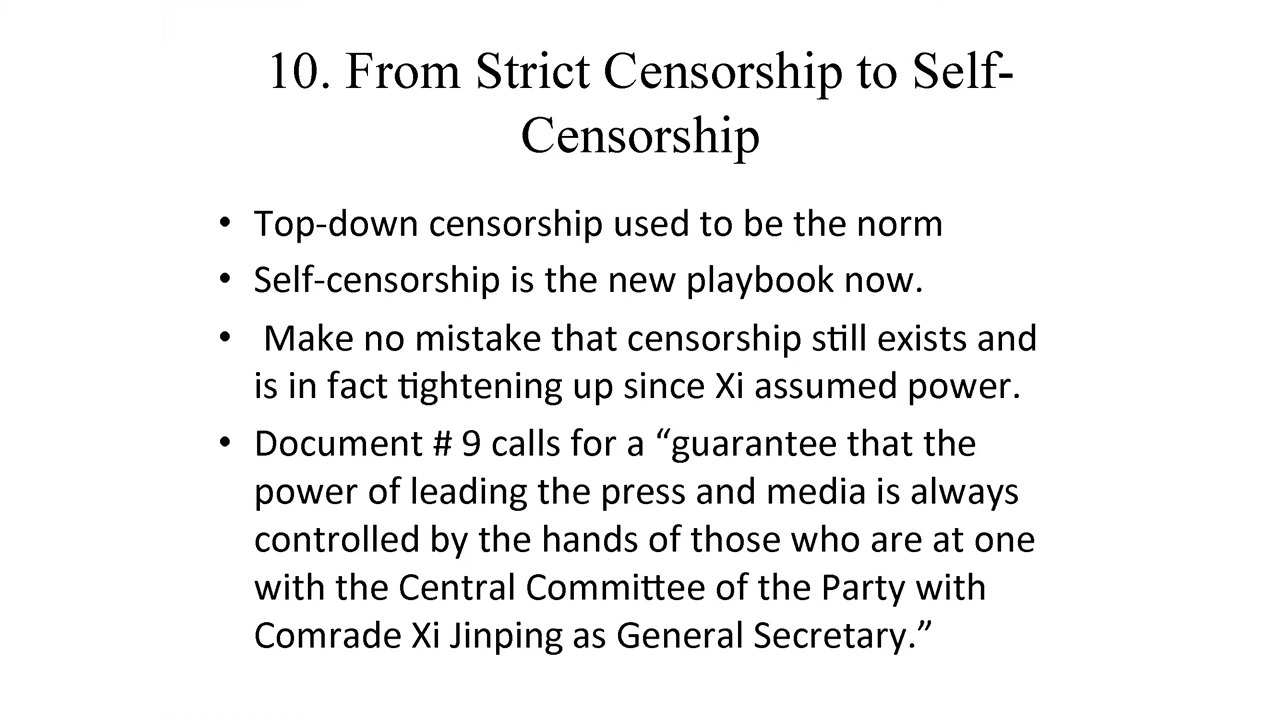 10. From Strict Censorship to Self-
Censorship
• Top-down censorship used to be the norm
• Self-censorship is the new playbook now.
• Make no mistake that censorship still exists and
is in fact tightening up since Xi assumed power.
• Document # 9 calls for a “guarantee that the
power of leading the press and media is always
controlled by the hands of those who are at one
with the Central Committee of the Party with
Comrade Xi Jinping as General Secretary.”